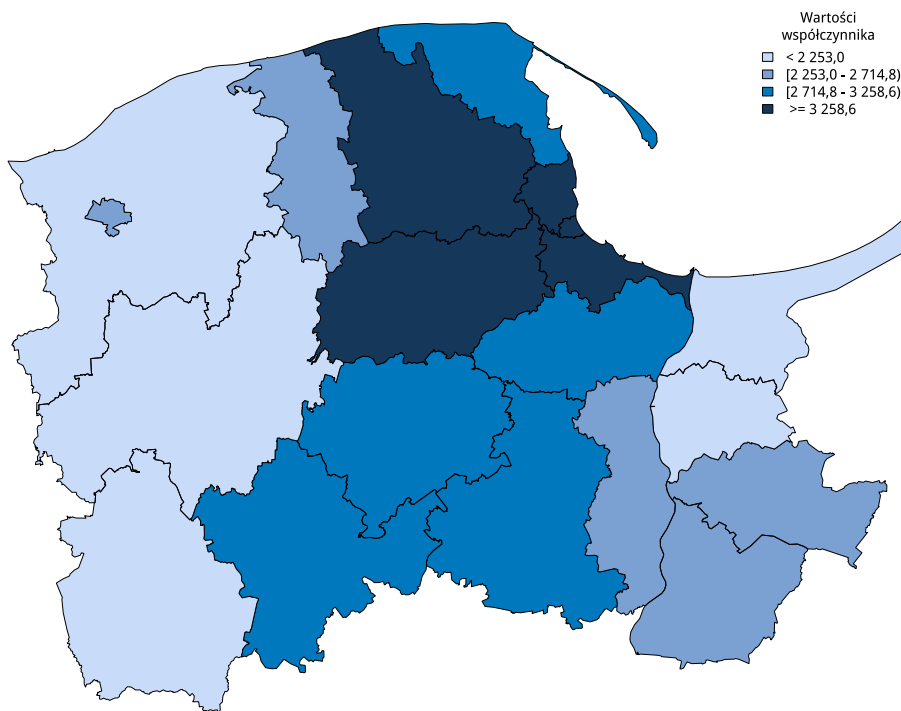 Wartości
współczynnika
< 2 253,0
[2 253,0 - 2 714,8)
[2 714,8 - 3 258,6)
>= 3 258,6